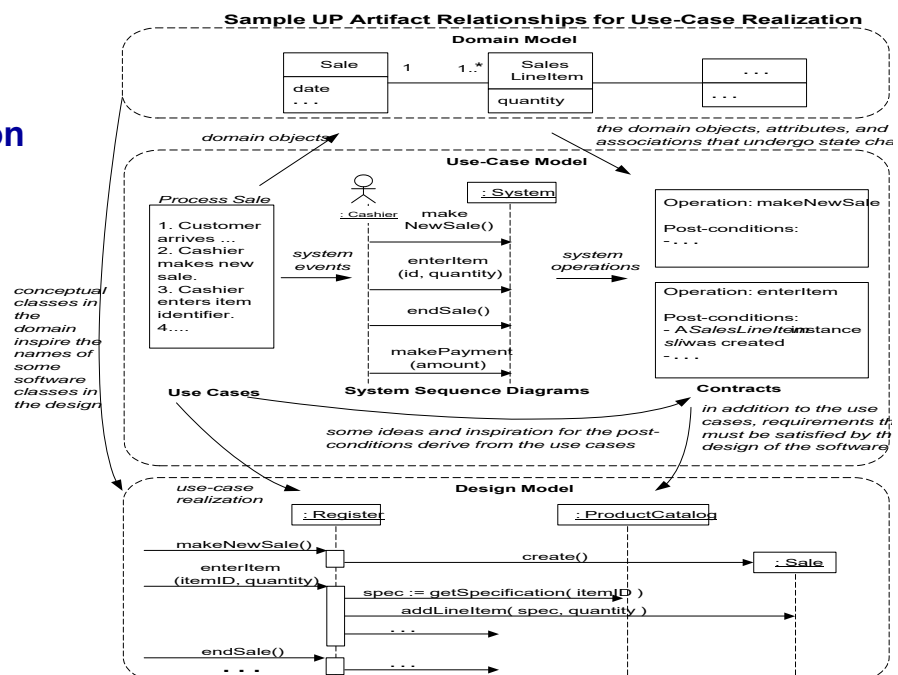 Sample UP Artifact Relationships for Use-Case Realization
Domain Model
on
Sale
date
. . .
1
1..*
Sales
LineItem
quantity
. . .
. . .
domain objects
the domain objects, attributes, and
associations that undergo state cha
Use-Case Model
Process Sale
1. Customer
arrives ...
2. Cashier
makes new
sale.
3. Cashier
enters item
identifier.
4....
Use Cases
system
events
: Cashier
: System
make
NewSale()
enterItem
(id, quantity)
endSale()
makePayment
(amount)
System Sequence Diagrams
system
operations
Operation: makeNewSale
Post-conditions:
- . . .
Operation: enterItem
Post-conditions:
- A SalesLineItem instance
sli was created
- . . .
Contracts
conceptual
classes in
the
domain
inspire the
names of
some
software
classes in
the design
some ideas and inspiration for the post-
conditions derive from the use cases
in addition to the use
cases, requirements th
must be satisfied by th
design of the software
use-case
realization
Design Model
: Register
: ProductCatalog
makeNewSale()
create()
: Sale
enterItem
(itemID, quantity)
spec := getSpecification( itemID )
addLineItem( spec, quantity )
. . .
endSale()
. . .
. . .